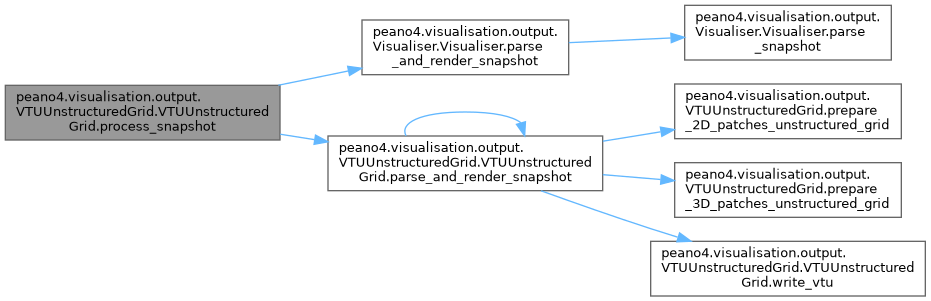 peano4.visualisation.output.
VTUUnstructuredGrid.VTUUnstructured
Grid.process_snapshot
peano4.visualisation.output.
Visualiser.Visualiser.parse
_and_render_snapshot
peano4.visualisation.output.
Visualiser.Visualiser.parse
_snapshot
peano4.visualisation.output.
VTUUnstructuredGrid.VTUUnstructured
Grid.parse_and_render_snapshot
peano4.visualisation.output.
VTUUnstructuredGrid.prepare
_2D_patches_unstructured_grid
peano4.visualisation.output.
VTUUnstructuredGrid.prepare
_3D_patches_unstructured_grid
peano4.visualisation.output.
VTUUnstructuredGrid.VTUUnstructured
Grid.write_vtu